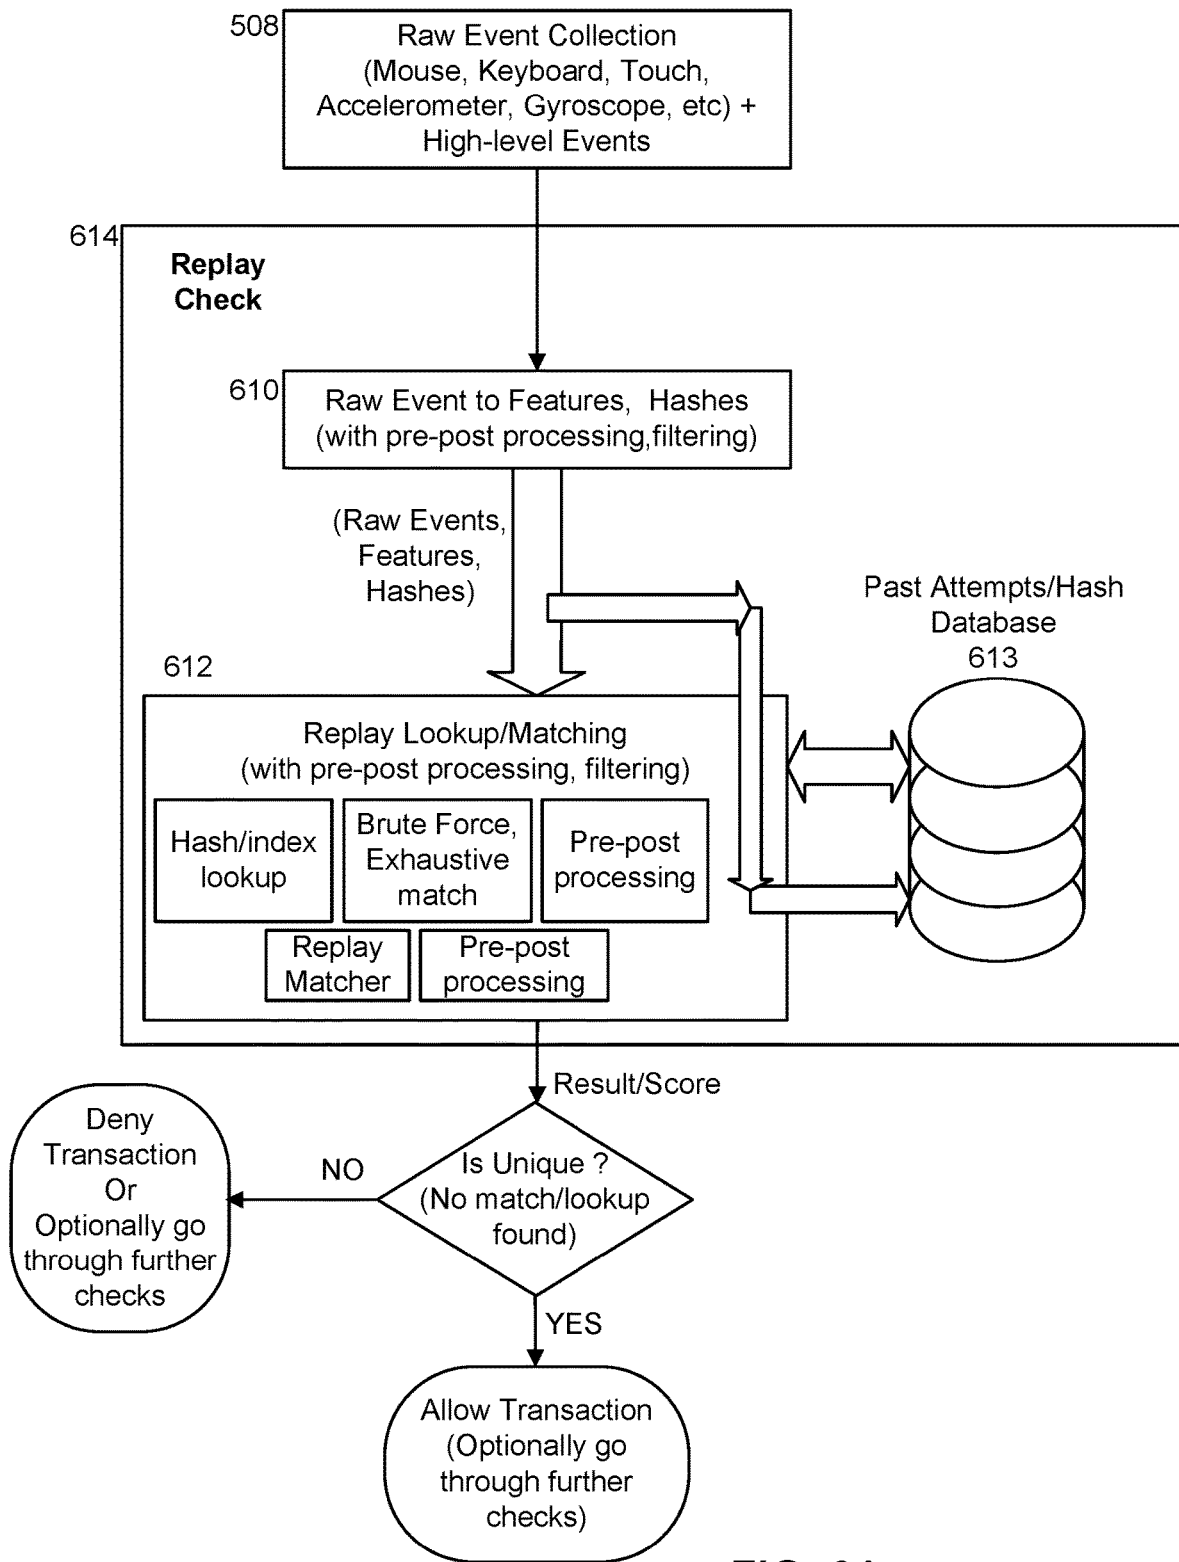 508
Raw Event Collection
(Mouse, Keyboard, Touch,
Accelerometer, Gyroscope, etc) +
High-level Events
614
Replay
Check
610
Raw Event to Features,  Hashes
(with pre-post processing,filtering)
(Raw Events,
Features,
Hashes)
Past Attempts/Hash
Database
613
612
Replay Lookup/Matching
(with pre-post processing, filtering)
Hash/index
lookup
Brute Force,
Exhaustive
match
Pre-post
processing
Replay
Matcher
Pre-post
processing
Result/Score
Deny
Transaction
Or
Optionally go
through further
checks
NO
Is Unique ?
(No match/lookup
found)
YES
Allow Transaction
(Optionally go
through further
checks)